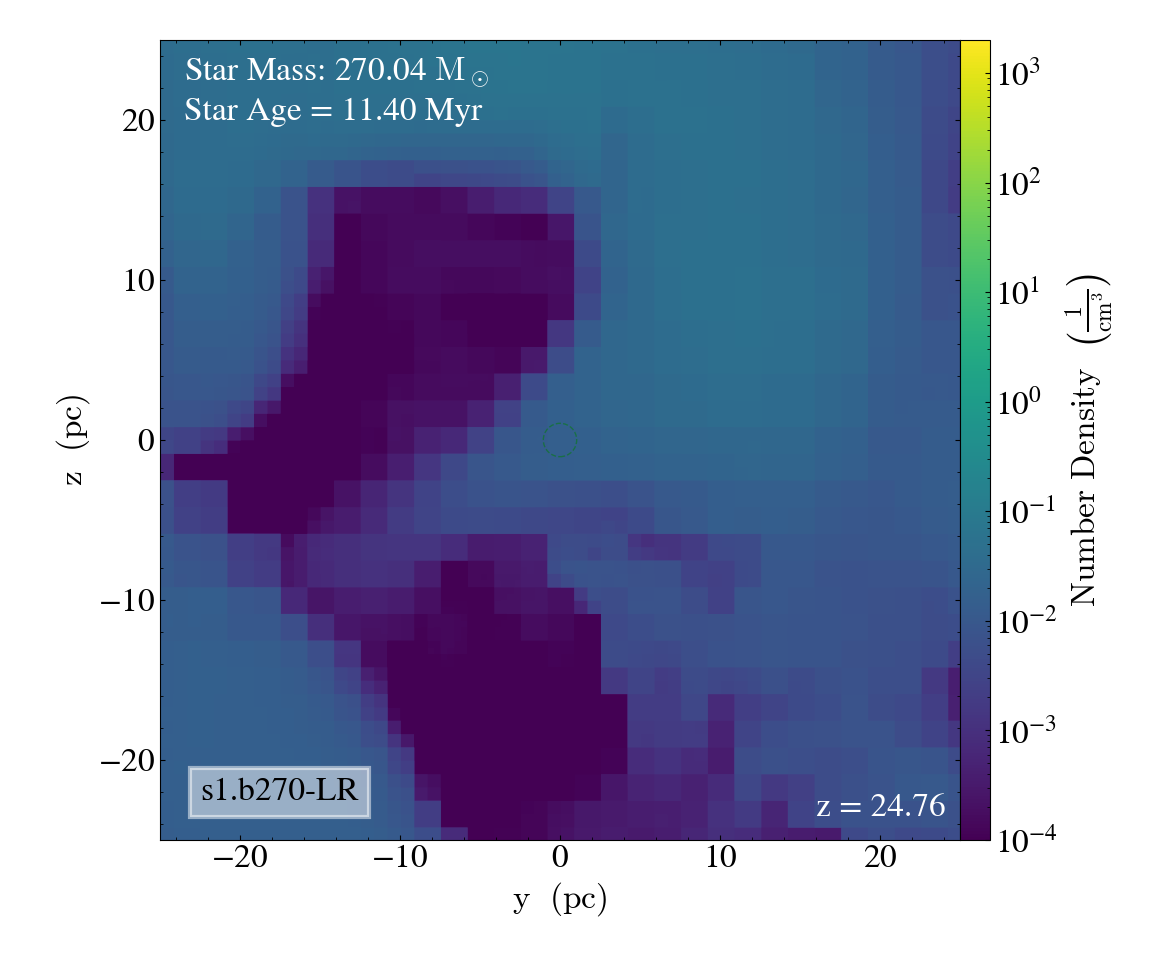 Star Mass: 270.04 M⊙
Star Age = 11.40 Myr
20
10
0
−10
−20
z (pc)
s1.b270-LR
z = 24.76
−20 −10 0 10 20
y (pc)
10³
10²
10¹
10⁰
10⁻¹
10⁻²
10⁻³
10⁻⁴
Number Density (1/cm³)